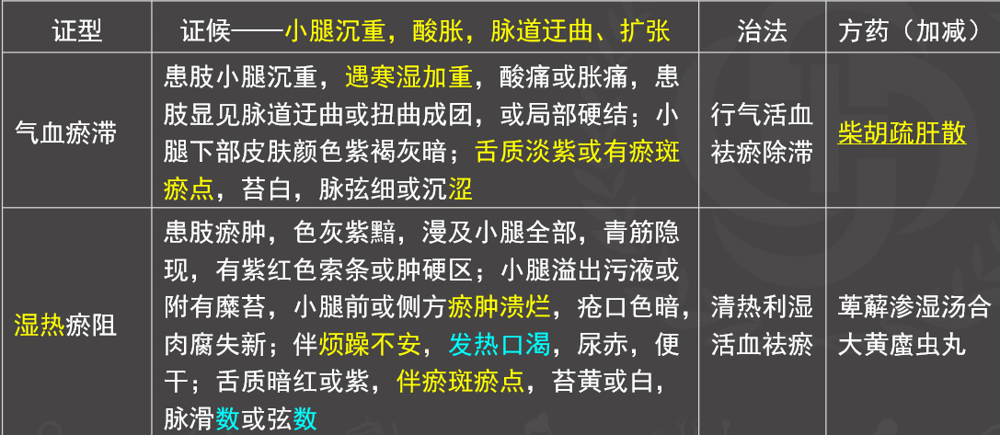 证型
证候——小腿沉重，酸胀，脉道迂曲、扩张
治法
方药（加减）
气血瘀滞
患肢小腿沉重，遇寒湿加重，酸痛或胀痛，患
肢显见脉道迂曲或扭曲成团，或局部硬结；小
腿下部皮肤颜色紫褐灰暗；舌质淡紫或有瘀斑
瘀点，苔白，脉弦细或沉涩
行气活血
祛瘀除滞
柴胡疏肝散
湿热瘀阻
患肢瘀肿，色灰紫黯，漫及小腿全部，青筋隐
现，有紫红色索条或肿硬区；小腿溢出污液或
附有糜苔，小腿前或侧方瘀肿溃烂，疮口色暗，
肉腐失新；伴烦躁不安，发热口渴，尿赤，便
干；舌质暗红或紫，伴瘀斑瘀点，苔黄或白，
脉滑数或弦数
清热利湿
活血祛瘀
萆薢渗湿汤合
大黄䗪虫丸